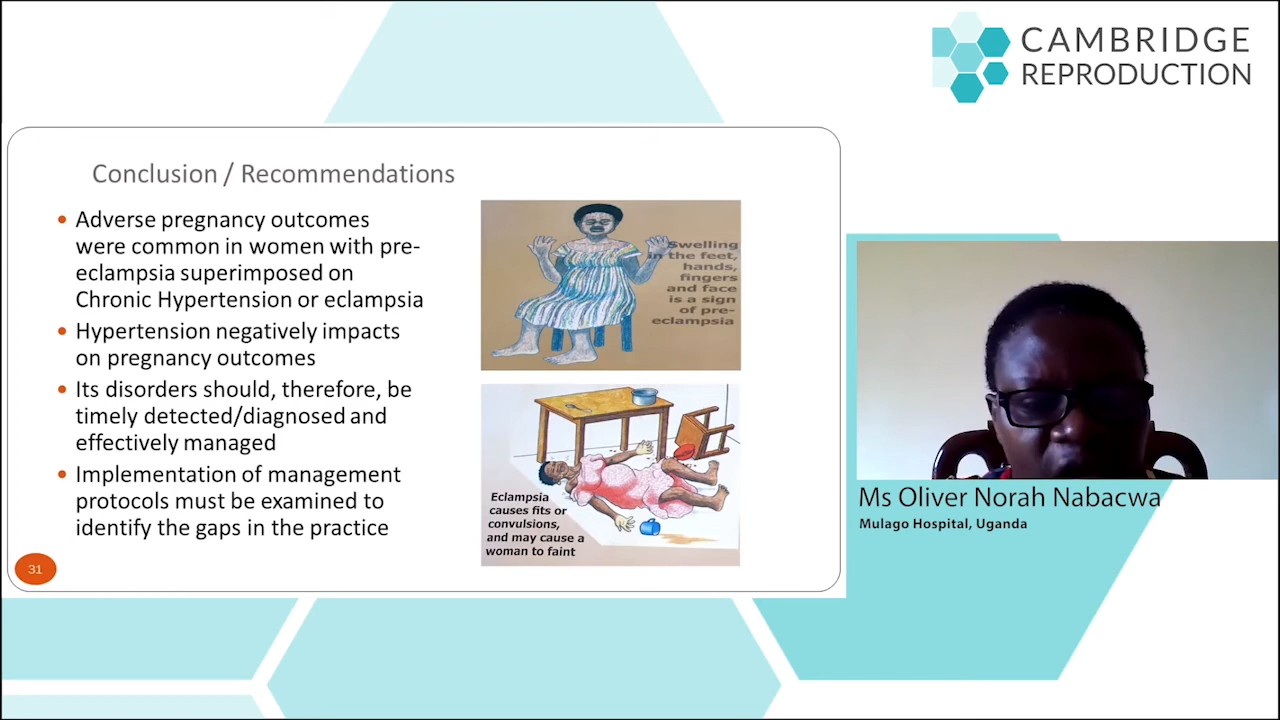 CAMBRIDGE
REPRODUCTION
Conclusion / Recommendations
• Adverse pregnancy outcomes
were common in women with pre-
eclampsia superimposed on
Chronic Hypertension or eclampsia
• Hypertension negatively impacts
on pregnancy outcomes
• Its disorders should, therefore, be
timely detected/diagnosed and
effectively managed
• Implementation of management
protocols must be examined to
identify the gaps in the practice
31
Swelling
in the feet,
hands,
fingers
and face
is a sign
of pre-
eclampsia
Eclampsia
causes fits or
convulsions,
and may cause a
woman to faint
Ms Oliver Norah Nabacwa
Mulago Hospital, Uganda